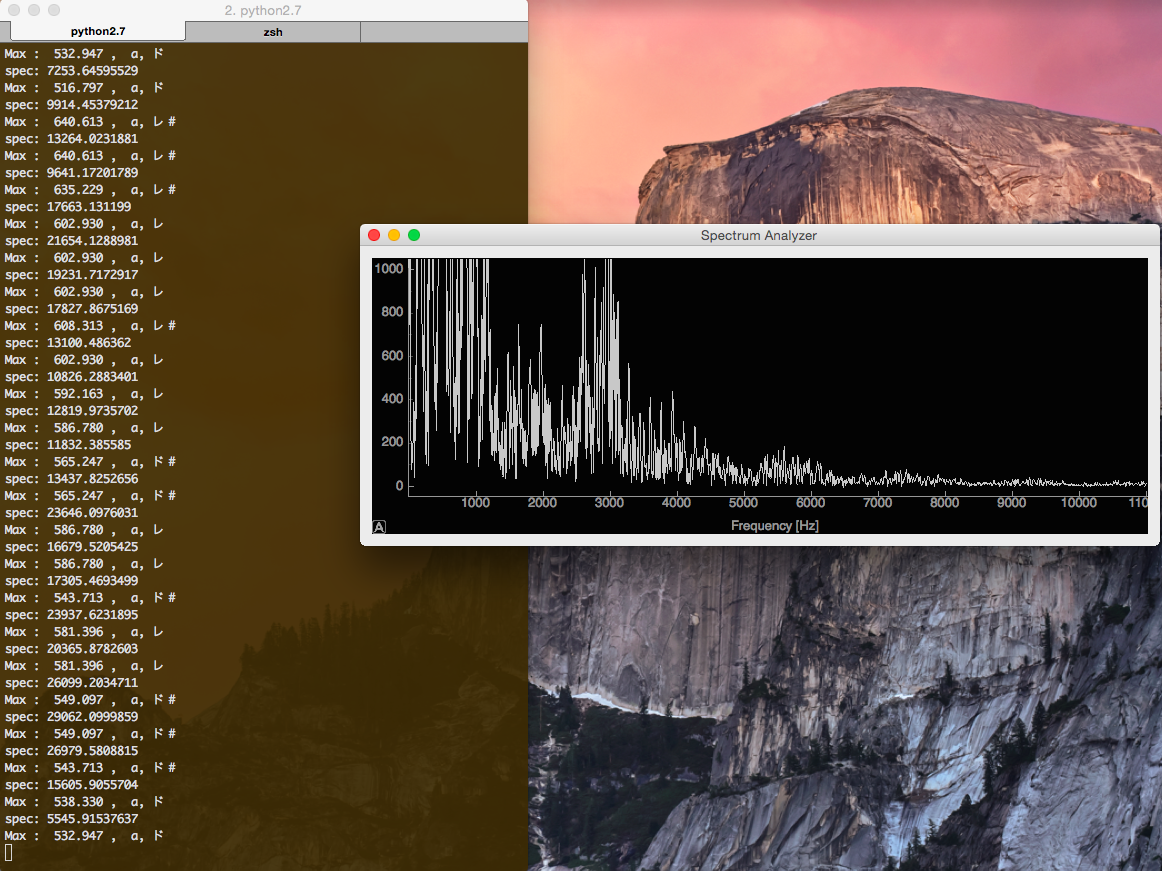 2. python2.7
python2.7
zsh
Max :  532.947 ,  a, ド
spec: 7253.64595529
Max :  516.797 ,  a, ド
spec: 9914.45379212
Max :  640.613 ,  a, レ #
spec: 13264.0231881
Max :  640.613 ,  a, レ #
spec: 9641.17201789
Max :  635.229 ,  a, レ #
spec: 17663.131199
Max :  602.930 ,  a, レ
spec: 21654.1288981
Max :  602.930 ,  a, レ
spec: 19231.7172917
Max :  602.930 ,  a, レ
spec: 17827.8675169
Max :  608.313 ,  a, レ #
spec: 13100.486362
Max :  602.930 ,  a, レ
spec: 10826.2883401
Max :  592.163 ,  a, レ
spec: 12819.9735702
Max :  586.780 ,  a, レ
spec: 11832.385585
Max :  565.247 ,  a, ド #
spec: 13437.8252656
Max :  565.247 ,  a, ド #
spec: 23646.0976031
Max :  586.780 ,  a, レ
spec: 16679.5205425
Max :  586.780 ,  a, レ
spec: 17305.4693499
Max :  543.713 ,  a, ド #
spec: 23937.6231895
Max :  581.396 ,  a, レ
spec: 20365.8782603
Max :  581.396 ,  a, レ
spec: 26099.2034711
Max :  549.097 ,  a, ド #
spec: 29062.0999859
Max :  549.097 ,  a, ド #
spec: 26979.5808815
Max :  543.713 ,  a, ド #
spec: 15605.9055704
Max :  538.330 ,  a, ド
spec: 5545.91537637
Max :  532.947 ,  a, ド
Spectrum Analyzer
1000
800
600
400
200
0
1000 2000 3000 4000 5000 6000 7000 8000 9000 10000 110
A
Frequency [Hz]